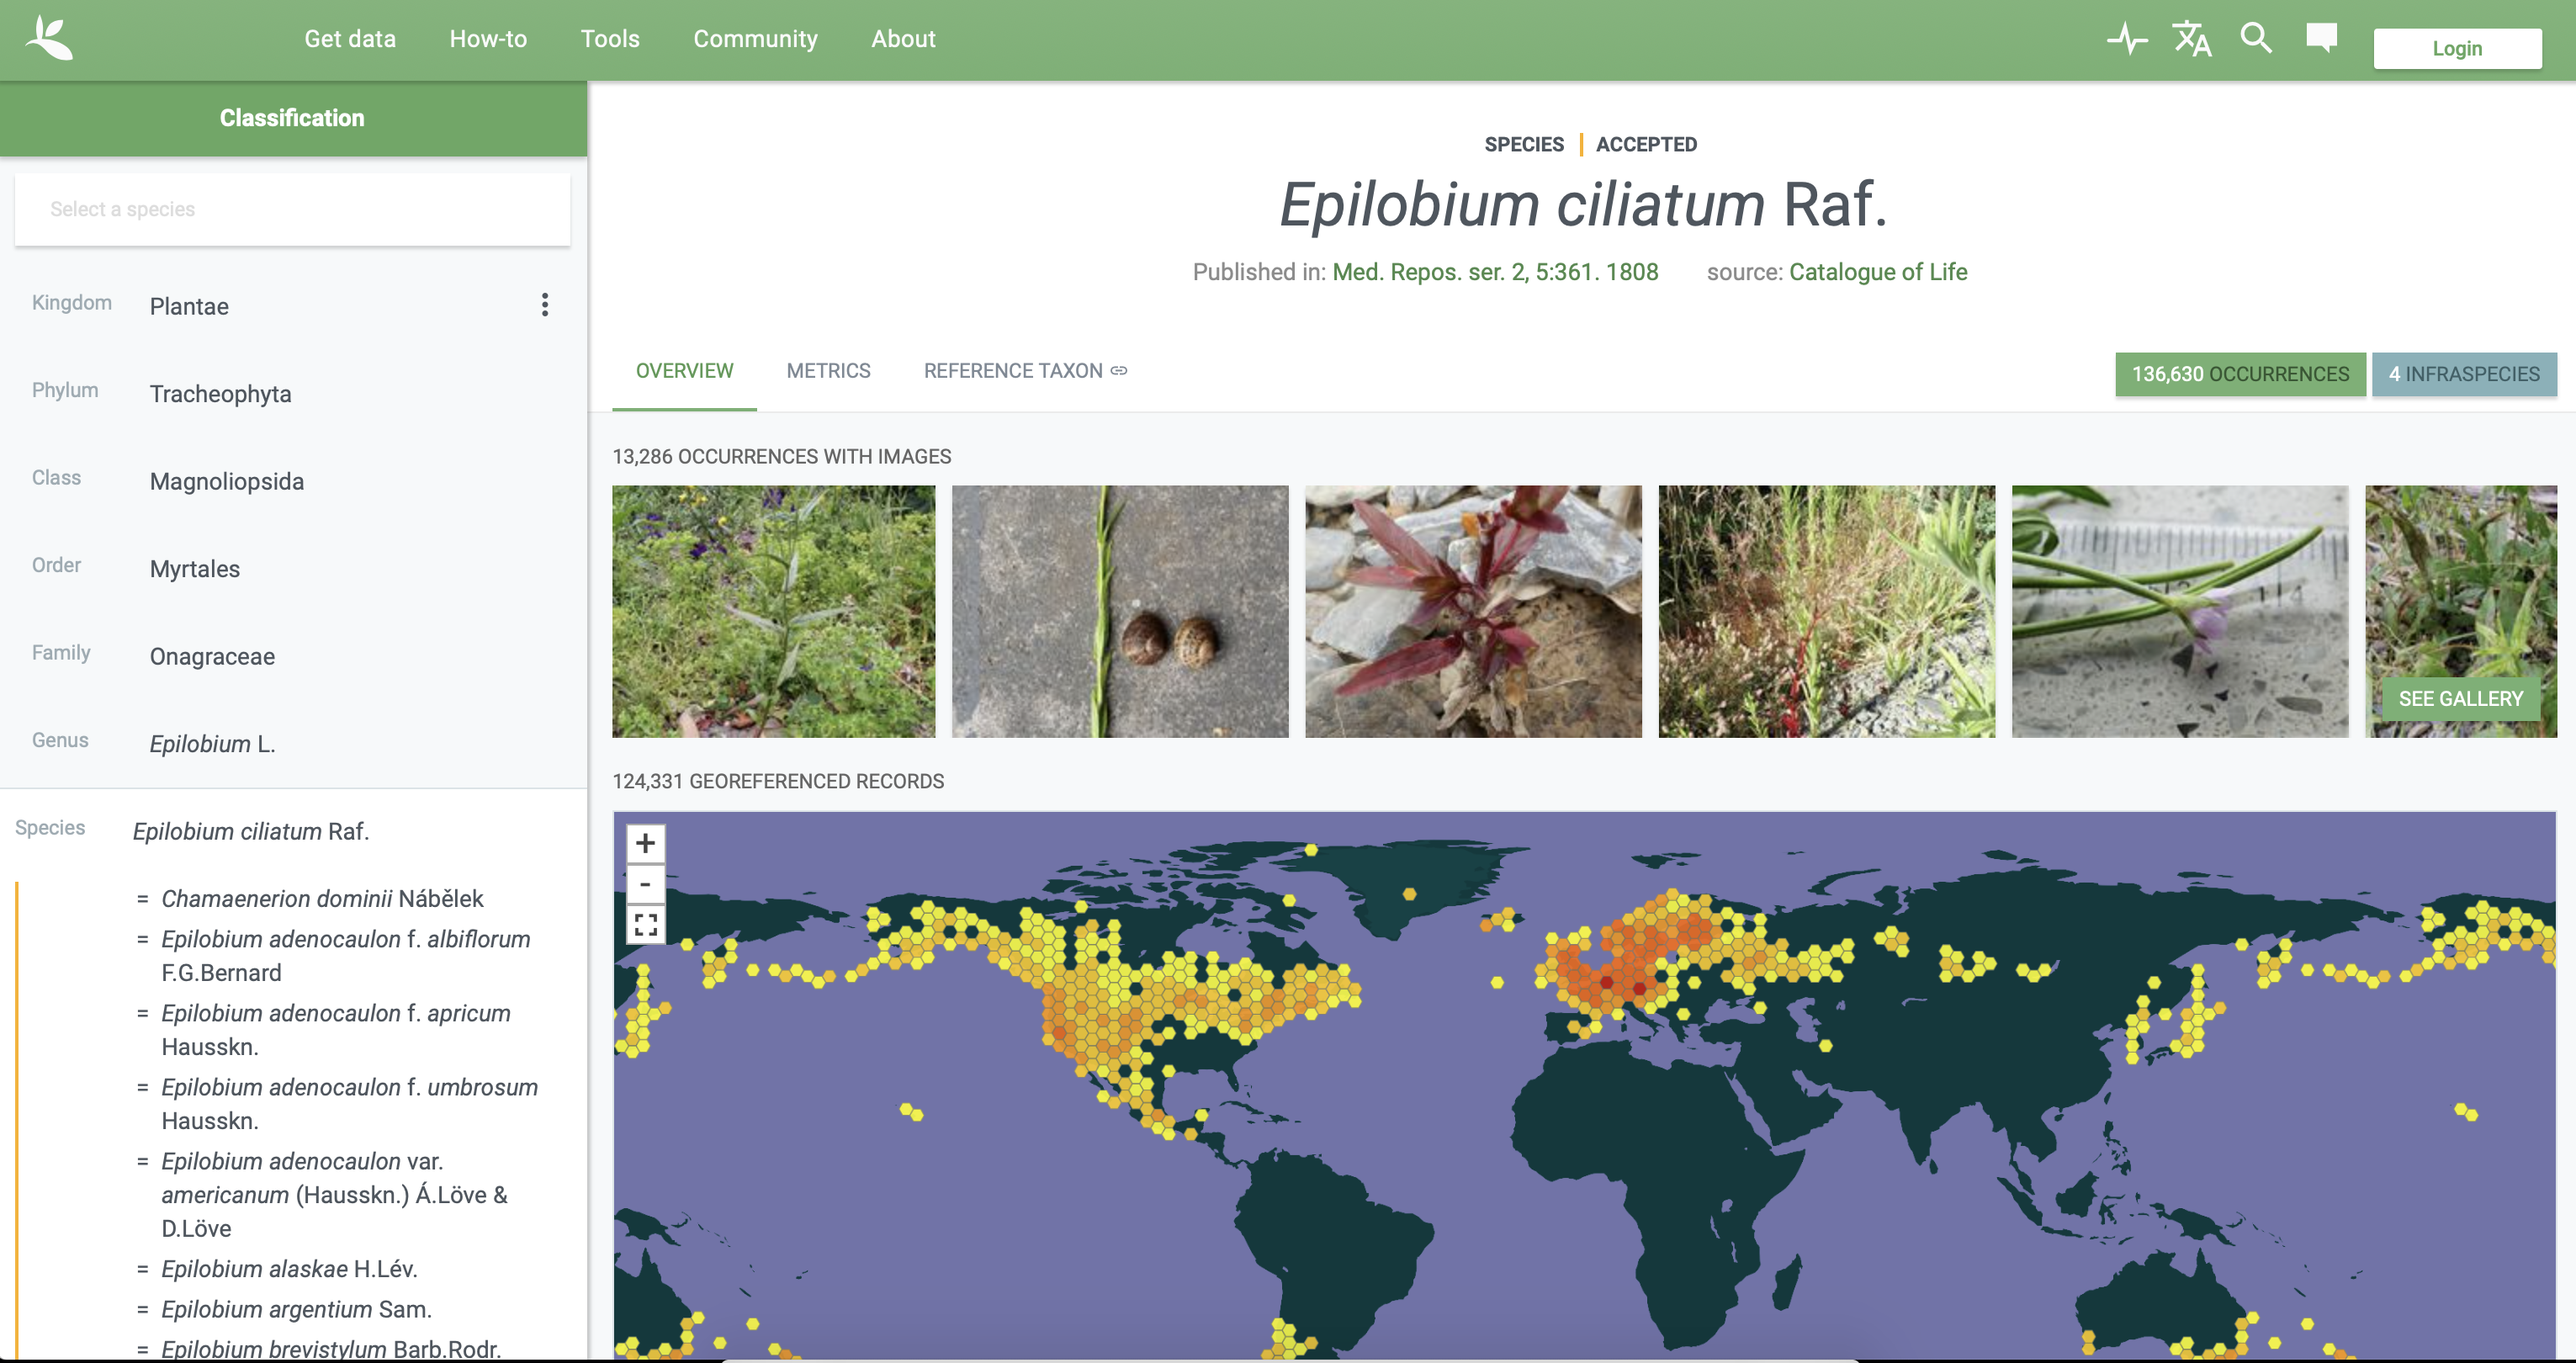 Get data How-to Tools Community About Login
Classification
Select a species
Kingdom Plantae
Phylum Tracheophyta
Class Magnoliopsida
Order Myrtales
Family Onagraceae
Genus Epilobium L.
Species Epilobium ciliatum Raf.
= Chamaenerion dominii Nábělek
= Epilobium adenocaulon f. albiflorum
F.G.Bernard
= Epilobium adenocaulon f. apricum
Hausskn.
= Epilobium adenocaulon f. umbrosum
Hausskn.
= Epilobium adenocaulon var.
americanum (Hausskn.) Á.Löve &
D.Löve
= Epilobium alaskae H.Lév.
= Epilobium argentium Sam.
= Epilobium brevistylum Barb.Rodr.
SPECIES | ACCEPTED
Epilobium ciliatum Raf.
Published in: Med. Repos. ser. 2, 5:361. 1808 source: Catalogue of Life
OVERVIEW METRICS REFERENCE TAXON 136,630 OCCURRENCES 4 INFRASPECIES
13,286 OCCURRENCES WITH IMAGES
SEE GALLERY
124,331 GEOREFERENCED RECORDS
+
-